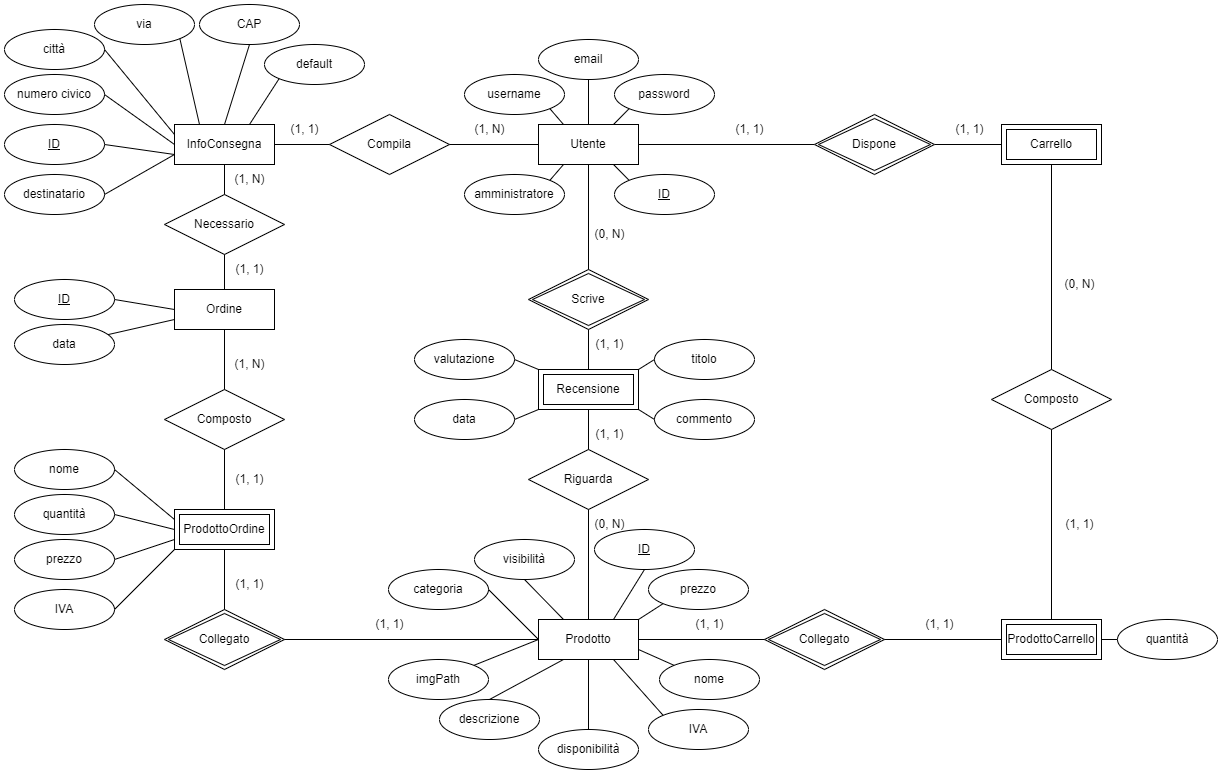 via
CAP
città
default
email
numero civico
username
password
ID
InfoConsegna
(1, 1)
Compila
(1, N)
Utente
(1, 1)
Dispone
(1, 1)
Carrello
destinatario
(1, N)
amministratore
ID
Necessario
(0, N)
(1, 1)
ID
Ordine
Scrive
(0, N)
data
(1, 1)
(1, N)
valutazione
titolo
Recensione
Composto
data
commento
Composto
(1, 1)
nome
(1, 1)
Riguarda
quantità
ProdottoOrdine
(0, N)
(1, 1)
prezzo
visibilità
ID
(1, 1)
categoria
prezzo
IVA
Collegato
(1, 1)
Prodotto
(1, 1)
Collegato
(1, 1)
ProdottoCarrello
quantità
imgPath
nome
descrizione
IVA
disponibilità